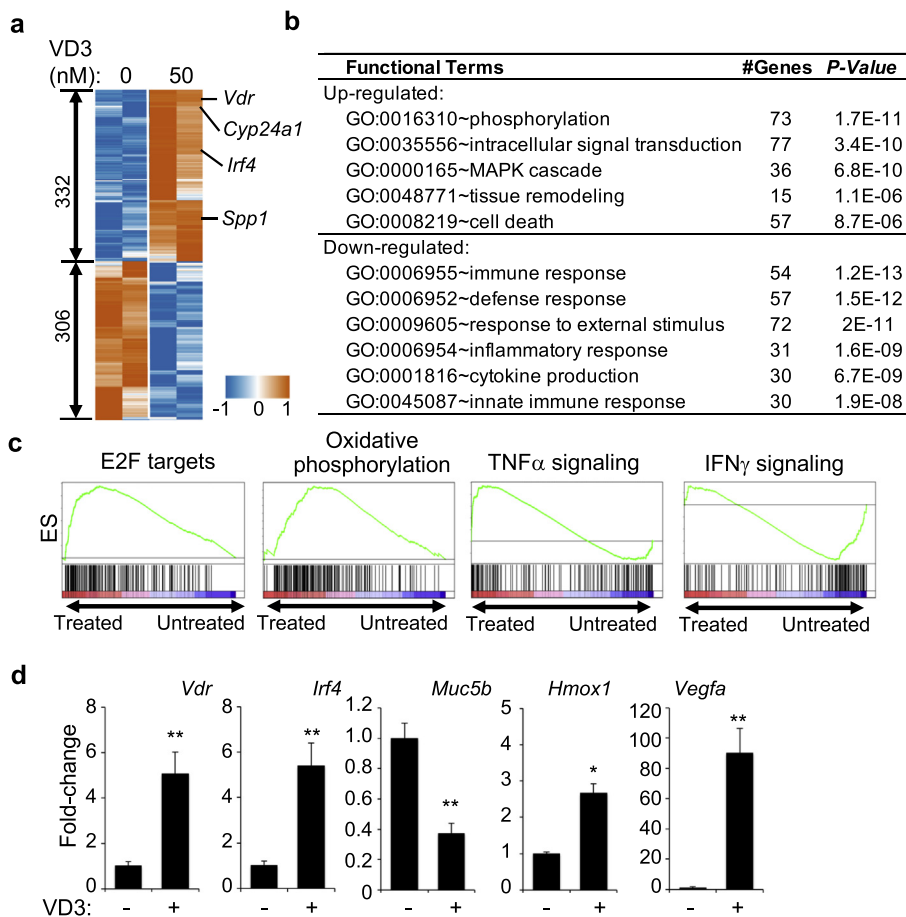 a
VD3
(nM): 0 50
Vdr
Cyp24a1
Irf4
Spp1
332
306
-1 0 1
b
Functional Terms #Genes P-Value
Up-regulated:
GO:0016310~phosphorylation 73 1.7E-11
GO:0035556~intracellular signal transduction 77 3.4E-10
GO:0000165~MAPK cascade 36 6.8E-10
GO:0048771~tissue remodeling 15 1.1E-06
GO:0008219~cell death 57 8.7E-06
Down-regulated:
GO:0006955~immune response 54 1.2E-13
GO:0006952~defense response 57 1.5E-12
GO:0009605~response to external stimulus 72 2E-11
GO:0006954~inflammatory response 31 1.6E-09
GO:0001816~cytokine production 30 6.7E-09
GO:0045087~innate immune response 30 1.9E-08
c
E2F targets
Oxidative
phosphorylation
TNFα signaling
IFNγ signaling
ES
Treated Untreated
Treated Untreated
Treated Untreated
Treated Untreated
d
Vdr Irf4 Muc5b Hmox1 Vegfa
Fold-change
8
6
4
2
0
**
8
6
4
2
0
**
1.2
1.0
0.8
0.6
0.4
0.2
0
**
5
4
3
2
1
0
*
120
100
80
60
40
20
0
**
VD3: - + - + - + - + - +